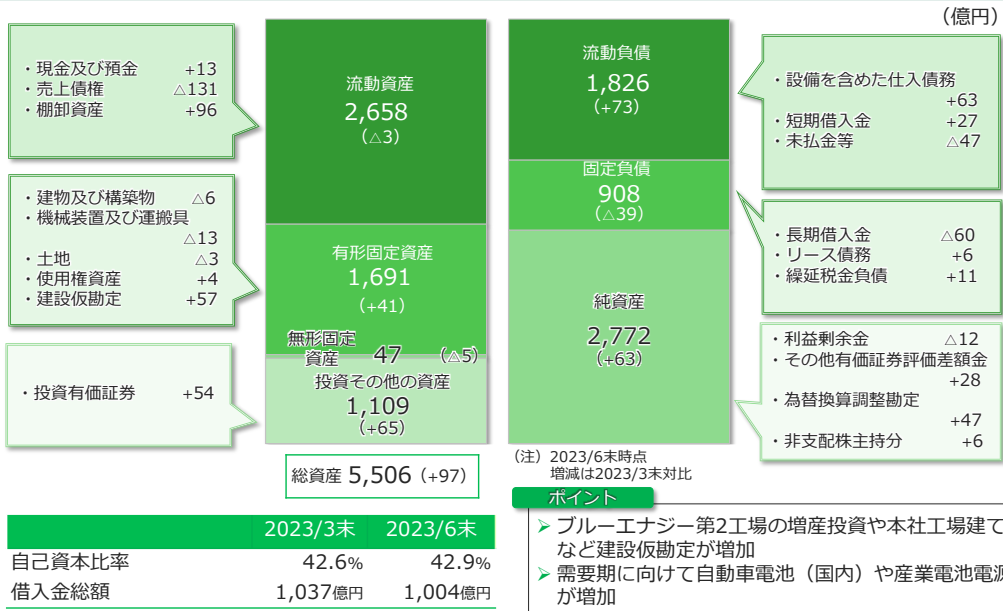 (億円)
・現金及び預金 +13
・売上債権 △131
・棚卸資産 +96
・建物及び構築物 △6
・機械装置及び運搬具
△13
・土地 △3
・使用権資産 +4
・建設仮勘定 +57
・投資有価証券 +54
流動資産
2,658
(△3)
有形固定資産
1,691
(+41)
無形固定
資産 47 (△5)
投資その他の資産
1,109
(+65)
総資産 5,506 (+97)
流動負債
1,826
(+73)
固定負債
908
(△39)
純資産
2,772
(+63)
・設備を含めた仕入債務
+63
・短期借入金 +27
・未払金等 △47
・長期借入金 △60
・リース債務 +6
・繰延税金負債 +11
・利益剰余金 △12
・その他有価証券評価差額金
+28
・為替換算調整勘定
+47
・非支配株主持分 +6
(注) 2023/6末時点
増減は2023/3末対比
2023/3末 2023/6末
自己資本比率 42.6% 42.9%
借入金総額 1,037億円 1,004億円
ポイント
➢ ブルーエナジー第2工場の増産投資や本社工場建て
など建設仮勘定が増加
➢ 需要期に向けて自動車電池（国内）や産業電池電源
が増加